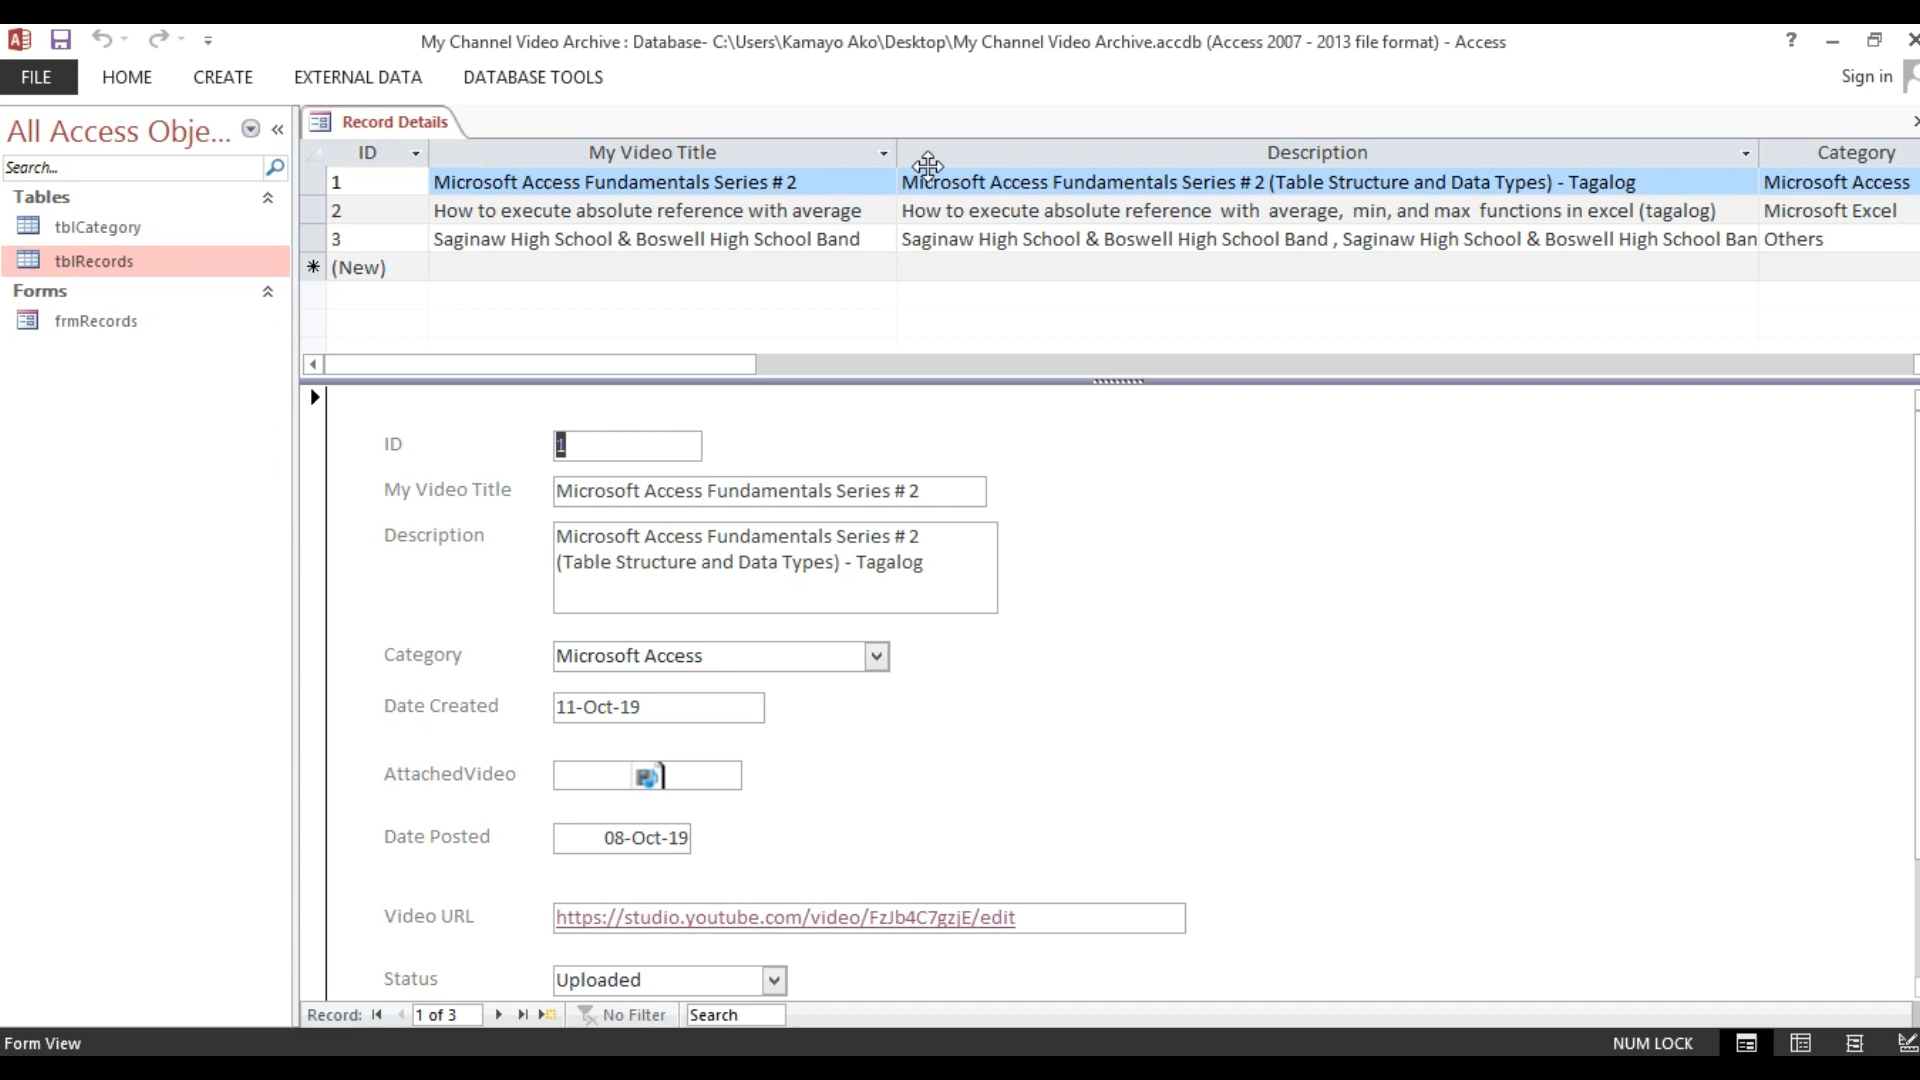 My Channel Video Archive : Database- C:\Users\Kamayo Ako\Desktop\My Channel Video Archive.accdb (Access 2007 - 2013 file format) - Access
?
FILE HOME CREATE EXTERNAL DATA DATABASE TOOLS Sign in
All Access Obje...
Search...
Tables
tblCategory
tblRecords
Forms
frmRecords
Record Details
ID My Video Title Description Category
1 Microsoft Access Fundamentals Series # 2 Microsoft Access Fundamentals Series # 2 (Table Structure and Data Types) - Tagalog Microsoft Access
2 How to execute absolute reference with average How to execute absolute reference with average, min, and max functions in excel (tagalog) Microsoft Excel
3 Saginaw High School & Boswell High School Band Saginaw High School & Boswell High School Band , Saginaw High School & Boswell High School Ban Others
* (New)
ID 1
My Video Title Microsoft Access Fundamentals Series # 2
Description Microsoft Access Fundamentals Series # 2
(Table Structure and Data Types) - Tagalog
Category Microsoft Access
Date Created 11-Oct-19
AttachedVideo
Date Posted 08-Oct-19
Video URL https://studio.youtube.com/video/FzJb4C7gzjE/edit
Status Uploaded
Record: 1 of 3 No Filter Search
Form View NUM LOCK